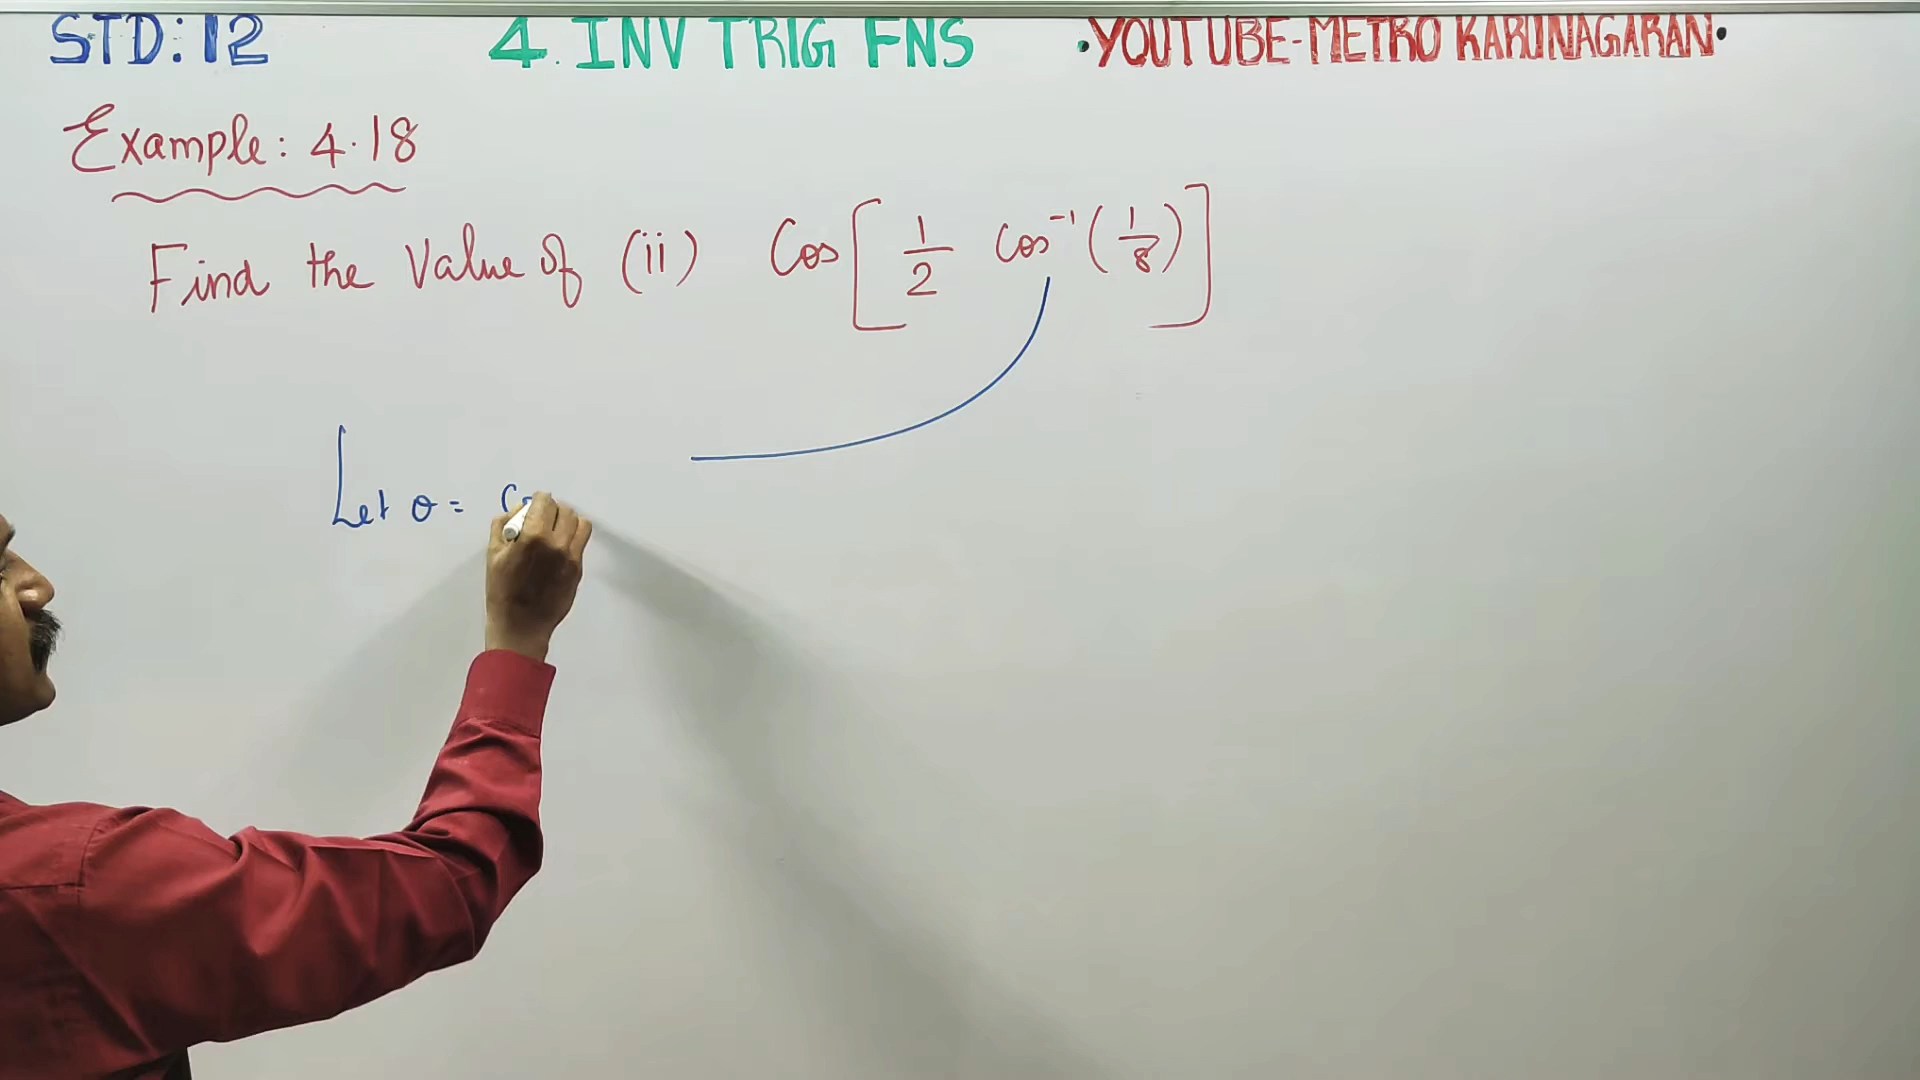 STD: 12 4. INV TRIG FNS •YOUTUBE-METRO KARUNAGARAN•
Example: 4.18
Find the Value of (ii) Cos[ 1/2 Cos⁻¹(1/8) ]
Let θ = Co